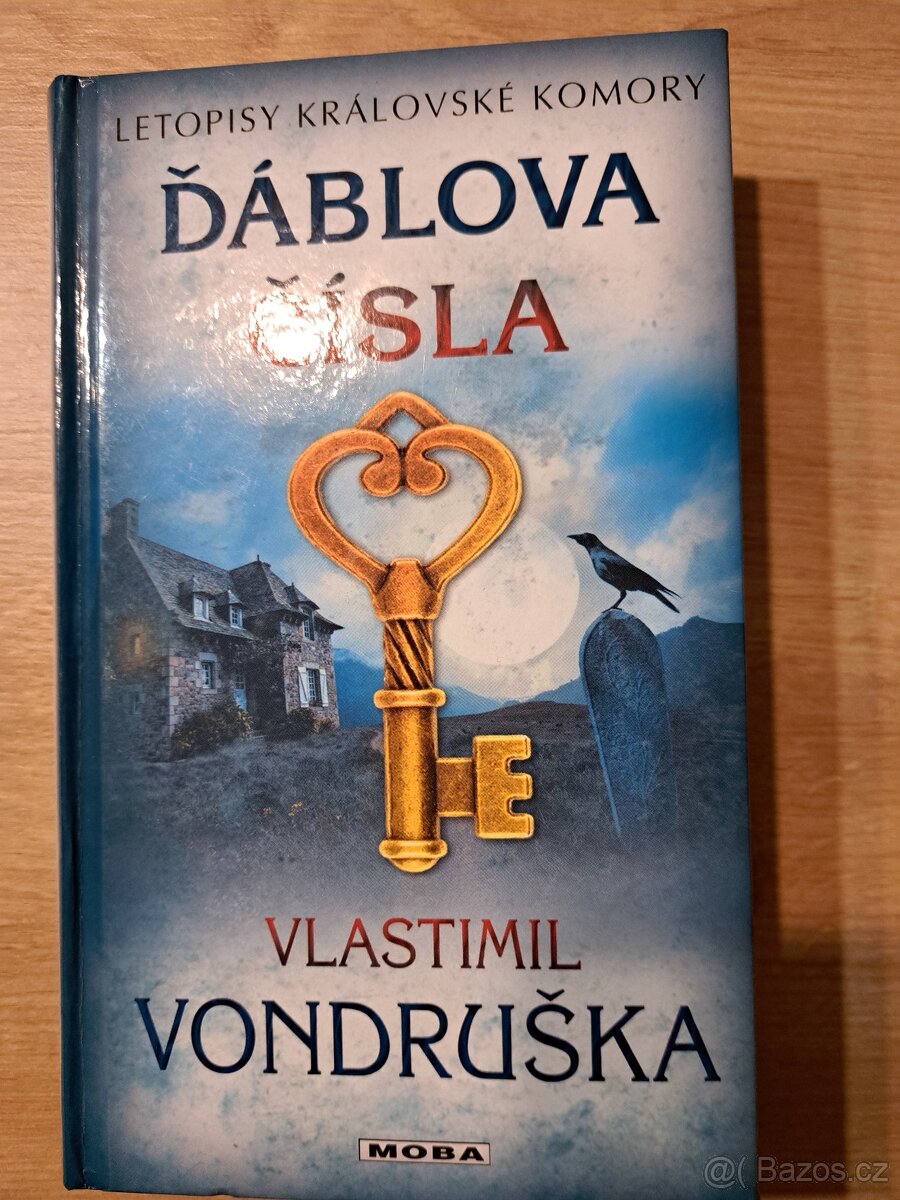 LETOPISY KRÁLOVSKÉ KOMORY
ĎÁBLOVA
ČÍSLA
VLASTIMIL
VONDRUŠKA
MOBA
@( Bazos.cz